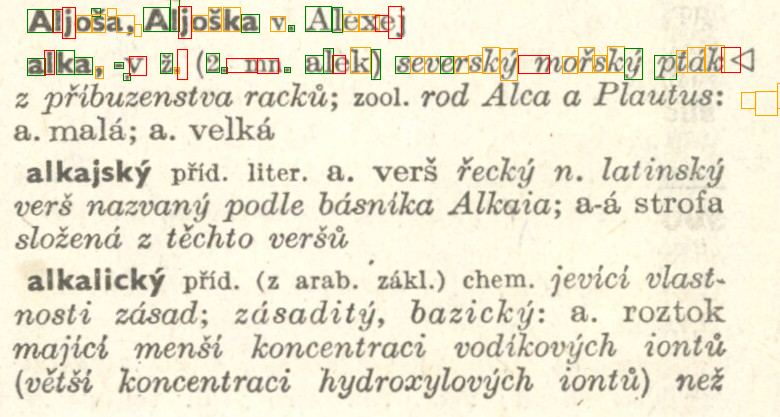 Aljoša, Aljoška v. Alexej
alka, -y ž. (2. mn. alek) severský mořský pták ◁
z příbuzenstva racků; zool. rod Alca a Plautus:
a. malá; a. velká
alkajský příd. liter. a. verš řecký n. latinský
verš nazvaný podle básníka Alkaia; a-á strofa
složená z těchto veršů
alkalický příd. (z arab. zákl.) chem. jevící vlast-
nosti zásad; zásaditý, bazický: a. roztok
mající menší koncentraci vodíkových iontů
(větší koncentraci hydroxylových iontů) než